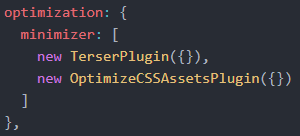 optimization: {
minimizer: [
new TerserPlugin({}),
new OptimizeCSSAssetsPlugin({})
]
},